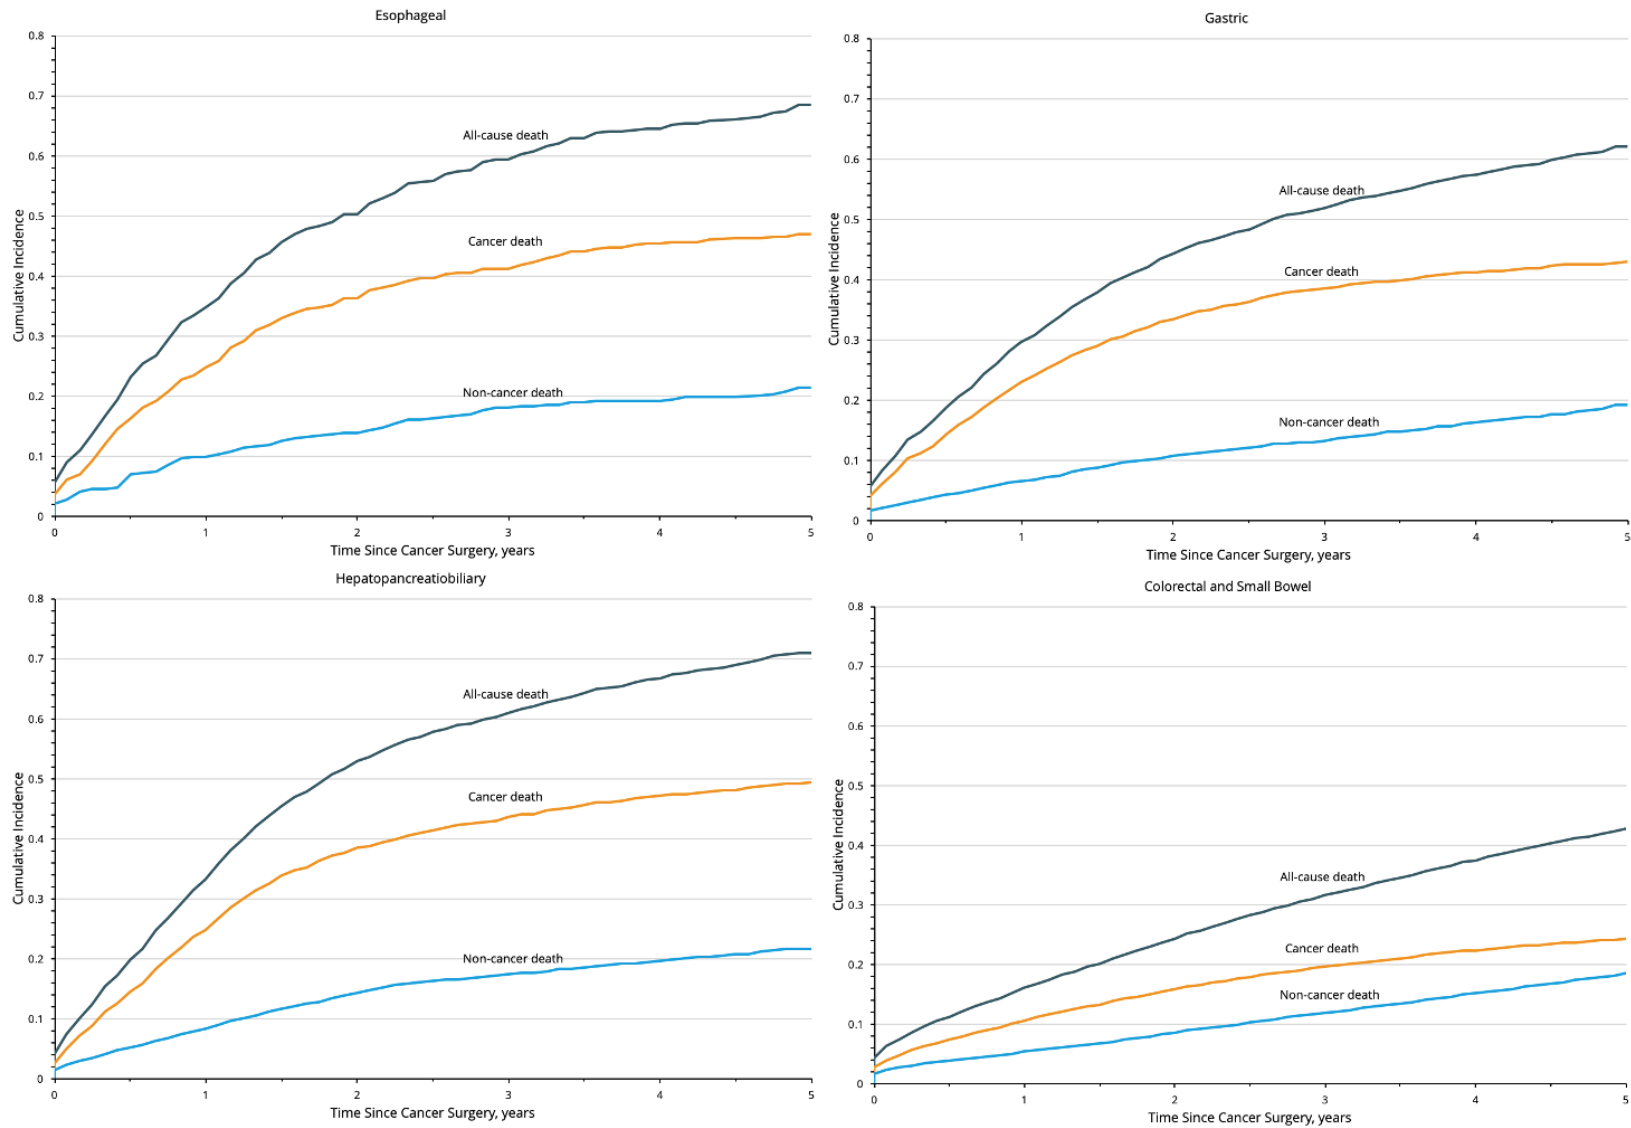 Esophageal
0.8
0.7
0.6
0.5
0.4
0.3
0.2
0.1
0
Cumulative Incidence
All-cause death
Cancer death
Non-cancer death
0 1 2 3 4 5
Time Since Cancer Surgery, years
Gastric
0.8
0.7
0.6
0.5
0.4
0.3
0.2
0.1
0
Cumulative Incidence
All-cause death
Cancer death
Non-cancer death
0 1 2 3 4 5
Time Since Cancer Surgery, years
Hepatopancreatiobiliary
0.8
0.7
0.6
0.5
0.4
0.3
0.2
0.1
0
Cumulative Incidence
All-cause death
Cancer death
Non-cancer death
0 1 2 3 4 5
Time Since Cancer Surgery, years
Colorectal and Small Bowel
0.8
0.7
0.6
0.5
0.4
0.3
0.2
0.1
0
Cumulative Incidence
All-cause death
Cancer death
Non-cancer death
0 1 2 3 4 5
Time Since Cancer Surgery, years